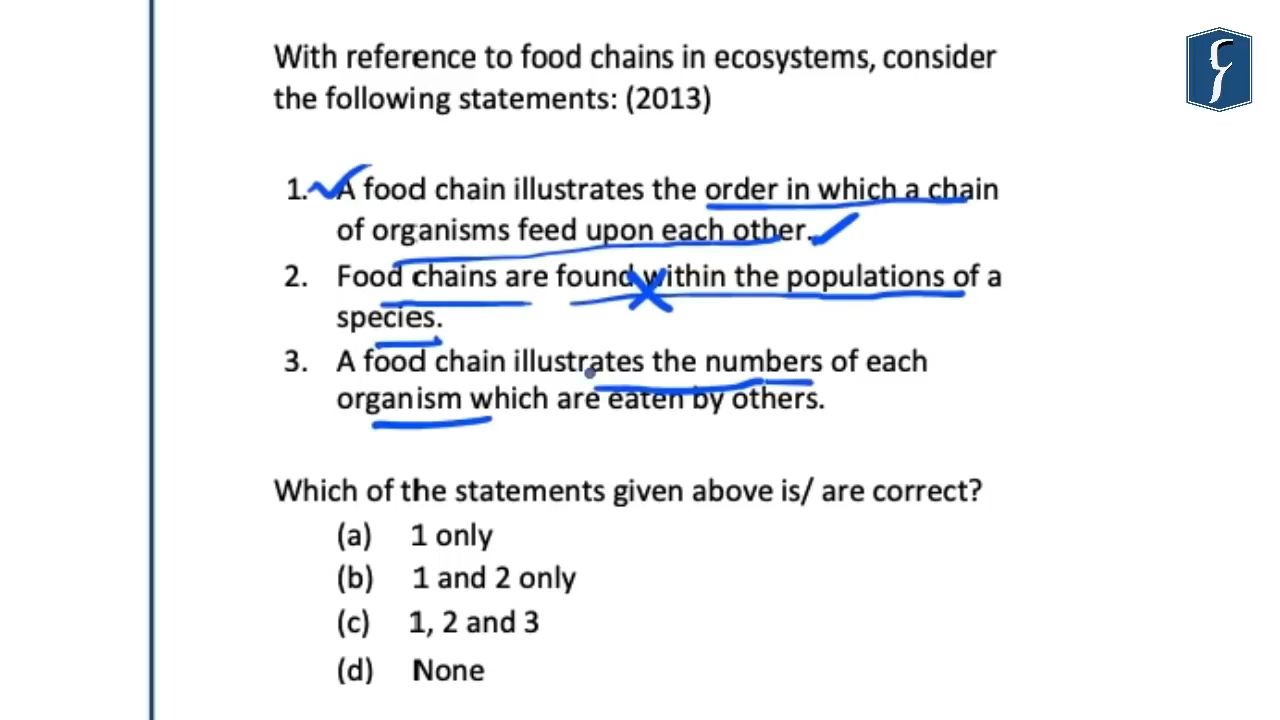 With reference to food chains in ecosystems, consider
the following statements: (2013)
1. A food chain illustrates the order in which a chain
of organisms feed upon each other.
2. Food chains are found within the populations of a
species.
3. A food chain illustrates the numbers of each
organism which are eaten by others.
Which of the statements given above is/ are correct?
(a) 1 only
(b) 1 and 2 only
(c) 1, 2 and 3
(d) None